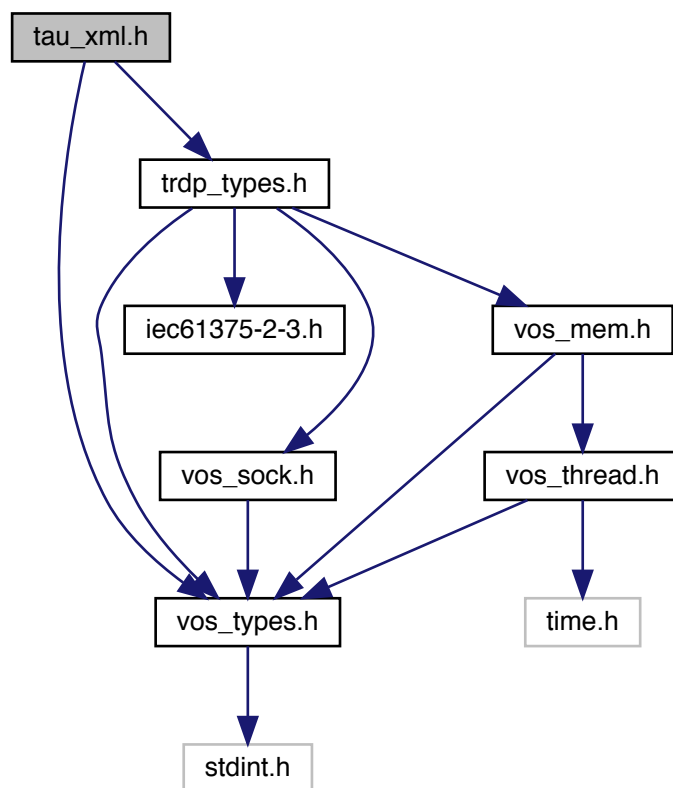 tau_xml.h
trdp_types.h
iec61375-2-3.h
vos_mem.h
vos_sock.h
vos_thread.h
vos_types.h
time.h
stdint.h